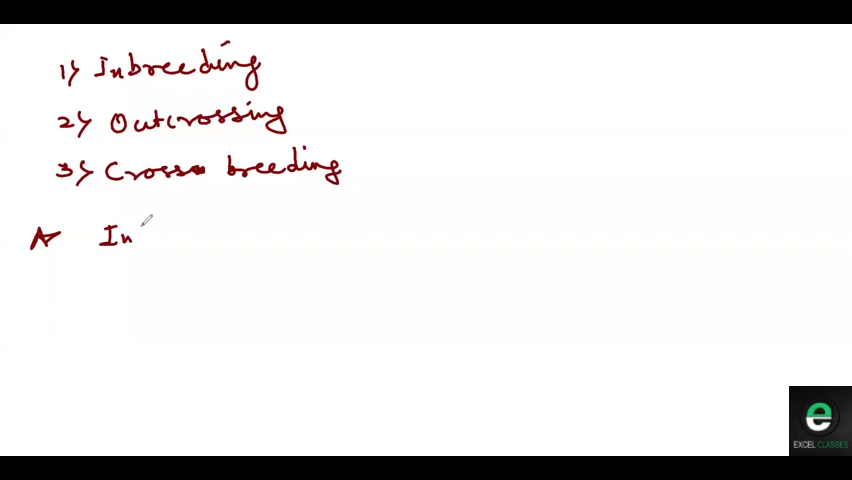 1) Inbreeding
2) Outcrossing
3) Cross breeding
In
e
EXCEL CLASSES